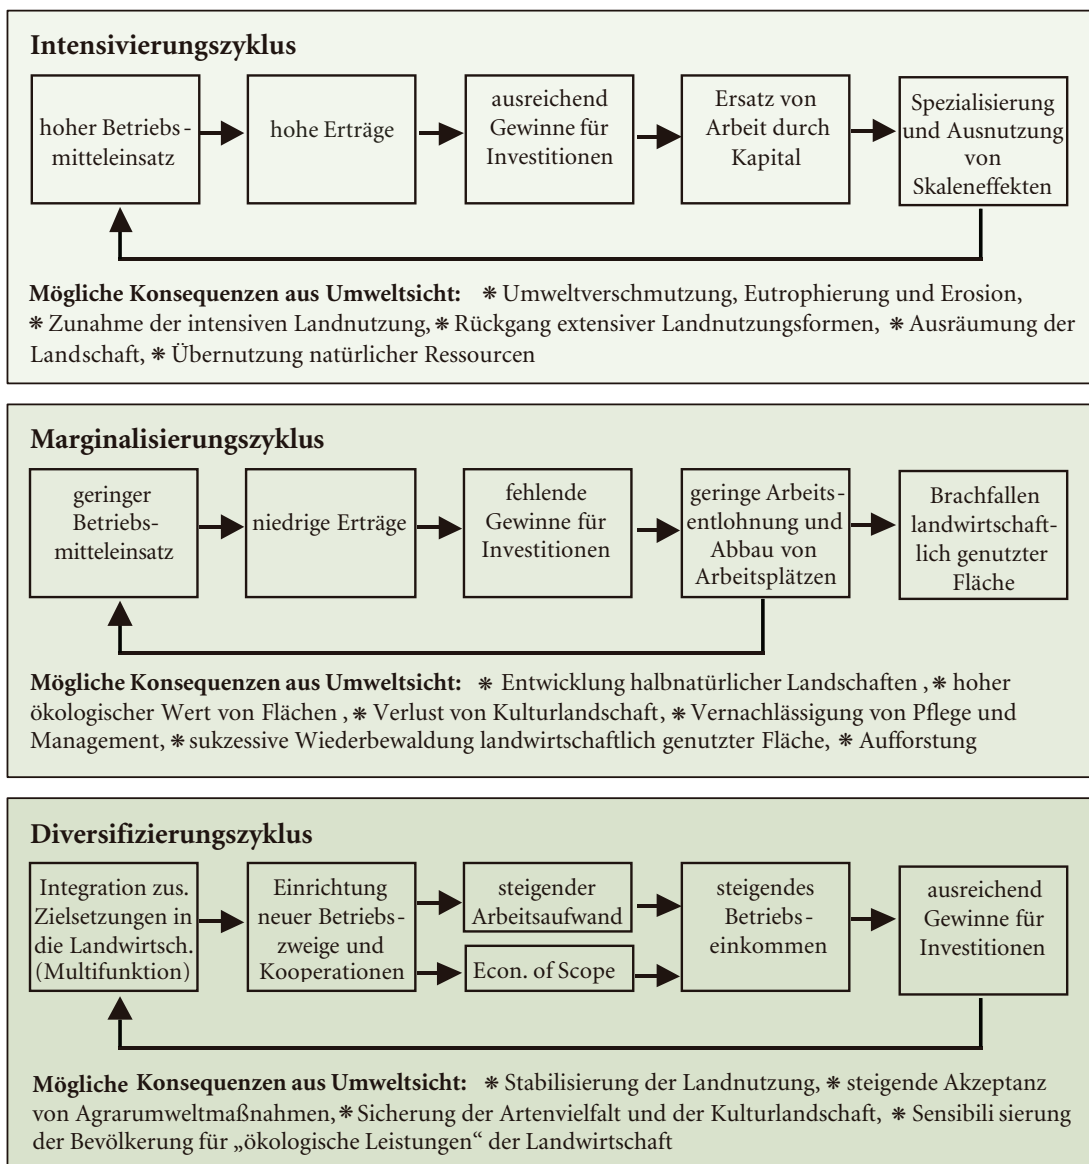 Intensivierungszyklus
hoher Betriebs-
mitteleinsatz
hohe Erträge
ausreichend
Gewinne für
Investitionen
Ersatz von
Arbeit durch
Kapital
Spezialisierung
und Ausnutzung
von
Skaleneffekten
Mögliche Konsequenzen aus Umweltsicht: * Umweltverschmutzung, Eutrophierung und Erosion,
* Zunahme der intensiven Landnutzung, * Rückgang extensiver Landnutzungsformen, * Ausräumung der
Landschaft, * Übernutzung natürlicher Ressourcen
Marginalisierungszyklus
geringer
Betriebs-
mitteleinsatz
niedrige Erträge
fehlende
Gewinne für
Investitionen
geringe Arbeits-
entlohnung und
Abbau von
Arbeitsplätzen
Brachfallen
landwirtschaft-
lich genutzter
Fläche
Mögliche Konsequenzen aus Umweltsicht: * Entwicklung halbnatürlicher Landschaften , * hoher
ökologischer Wert von Flächen , * Verlust von Kulturlandschaft, * Vernachlässigung von Pflege und
Management, * sukzessive Wiederbewaldung landwirtschaftlich genutzter Fläche, * Aufforstung
Diversifizierungszyklus
Integration zus.
Zielsetzungen in
die Landwirtsch.
(Multifunktion)
Einrichtung
neuer Betriebs-
zweige und
Kooperationen
steigender
Arbeitsaufwand
Econ. of Scope
steigendes
Betriebs-
einkommen
ausreichend
Gewinne für
Investitionen
Mögliche Konsequenzen aus Umweltsicht: * Stabilisierung der Landnutzung, * steigende Akzeptanz
von Agrarumweltmaßnahmen, * Sicherung der Artenvielfalt und der Kulturlandschaft, * Sensibili sierung
der Bevölkerung für „ökologische Leistungen“ der Landwirtschaft